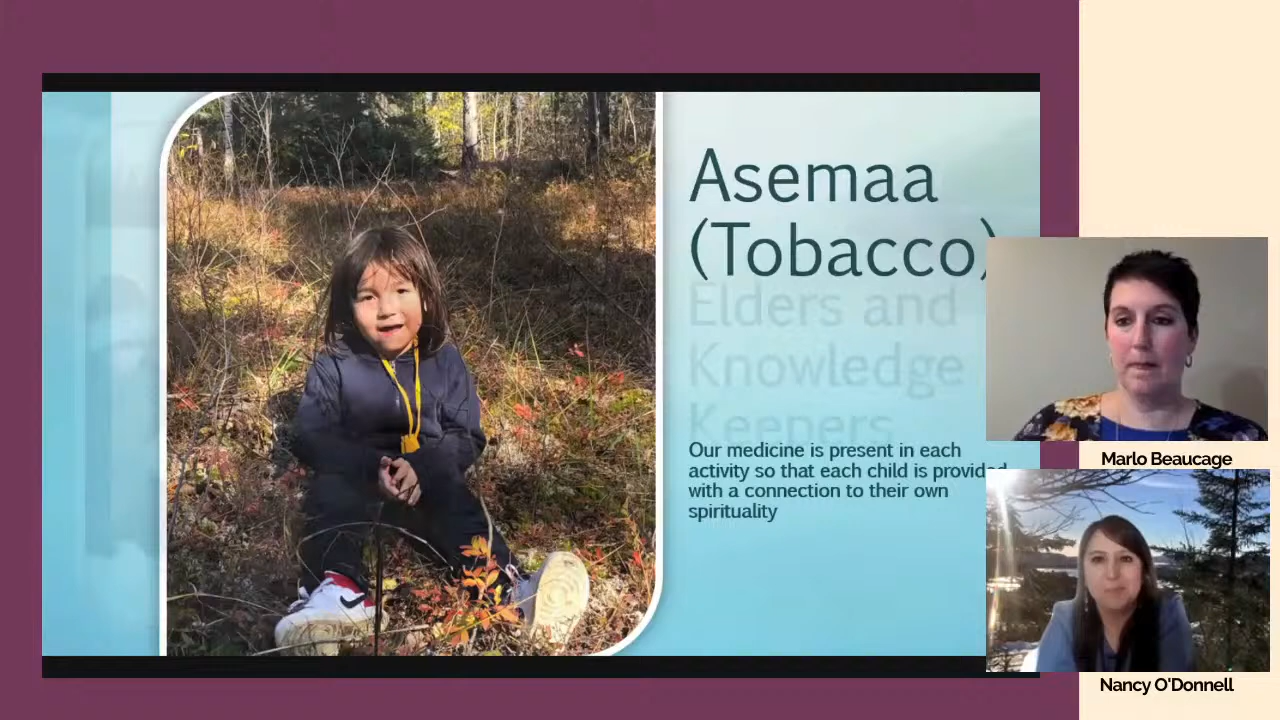 Asemaa
(Tobacco)
Elders and
Knowledge
Keepers
Our medicine is present in each
activity so that each child is provided
with a connection to their own
spirituality
Marlo Beaucage
Nancy O'Donnell